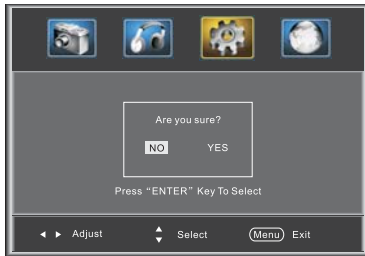 Are you sure?
NO YES
Press “ENTER” Key To Select
Adjust Select Menu Exit